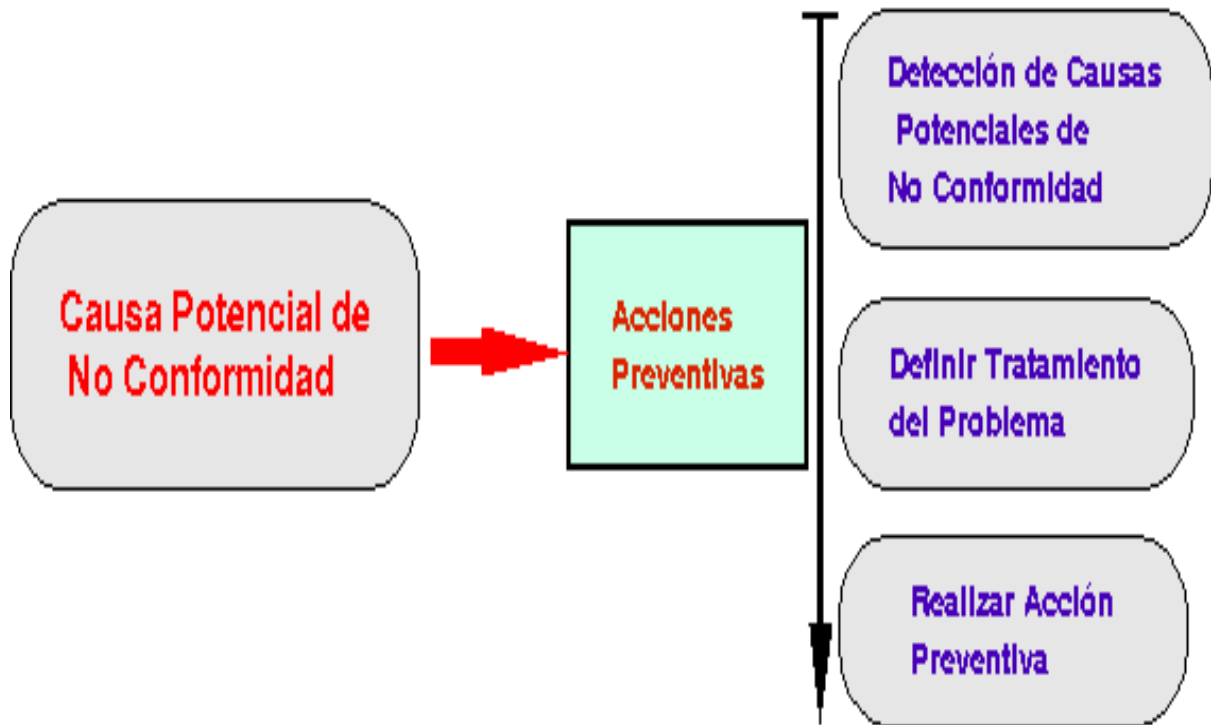 Causa Potencial de
No Conformidad
Acciones
Preventivas
Detección de Causas
Potenciales de
No Conformidad
Definir Tratamiento
del Problema
Realizar Acción
Preventiva